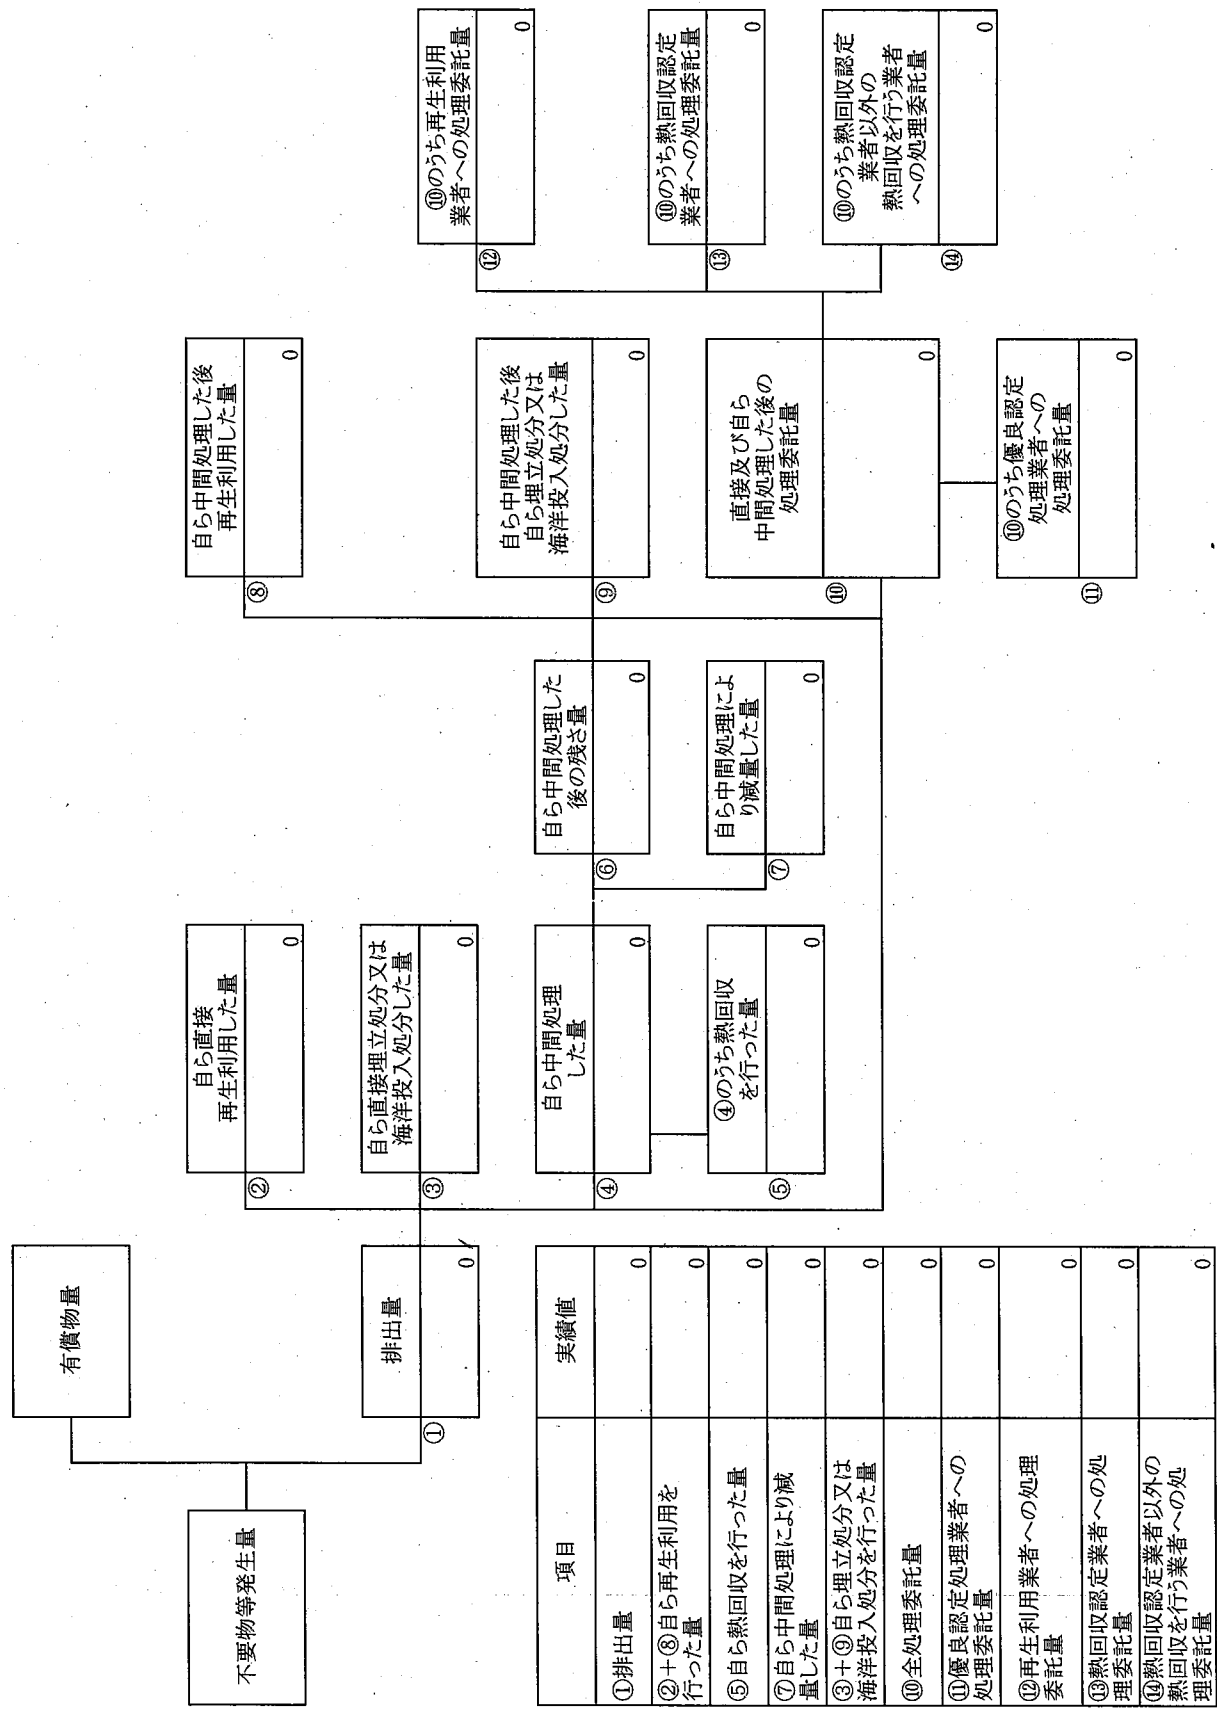 有償物量
不要物等発生量
①
排出量
0
②
自ら直接
再生利用した量
0
③
自ら直接埋立処分又は
海洋投入処分した量
0
④
自ら中間処理
した量
0
⑤
④のうち熱回収
を行った量
0
⑥
自ら中間処理した
後の残さ量
0
⑦
自ら中間処理によ
り減量した量
0
⑧
自ら中間処理した後
再生利用した量
0
⑨
自ら中間処理した後
自ら埋立処分又は
海洋投入処分した量
0
⑩
直接及び自ら
中間処理した後の
処理委託量
0
⑪
⑩のうち優良認定
処理業者への
処理委託量
0
⑫
⑩のうち再生利用
業者への処理委託量
0
⑬
⑩のうち熱回収認定
業者への処理委託量
0
⑭
⑩のうち熱回収認定
業者以外の
熱回収を行う業者
への処理委託量
0
項目 実績値
①排出量 0
②+⑧自ら再生利用を
行った量 0
⑤自ら熱回収を行った量 0
⑦自ら中間処理により減
量した量 0
③+⑨自ら埋立処分又は
海洋投入処分を行った量 0
⑩全処理委託量 0
⑪優良認定処理業者への
処理委託量 0
⑫再生利用業者への処理
委託量 0
⑬熱回収認定業者への処
理委託量 0
⑭熱回収認定業者以外の
熱回収を行う業者への処
理委託量 0